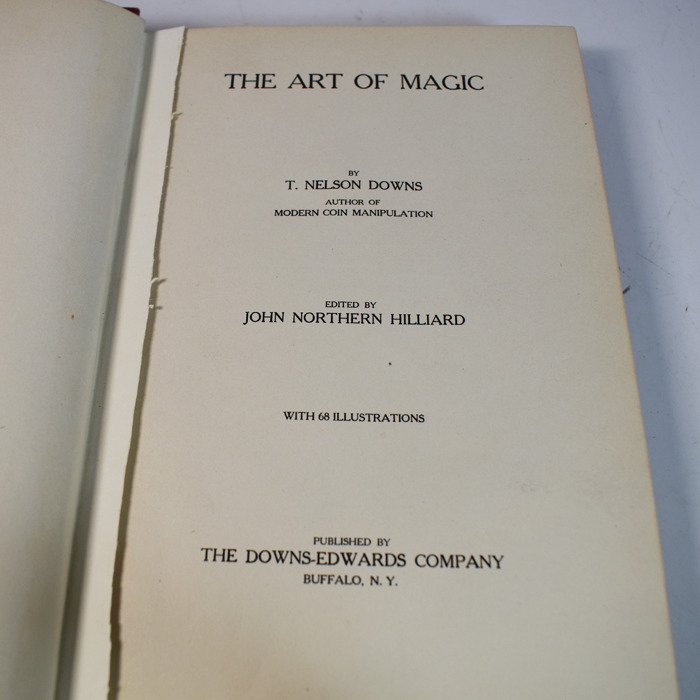 THE ART OF MAGIC
BY
T. NELSON DOWNS
AUTHOR OF
MODERN COIN MANIPULATION
EDITED BY
JOHN NORTHERN HILLIARD
WITH 68 ILLUSTRATIONS
PUBLISHED BY
THE DOWNS-EDWARDS COMPANY
BUFFALO, N. Y.